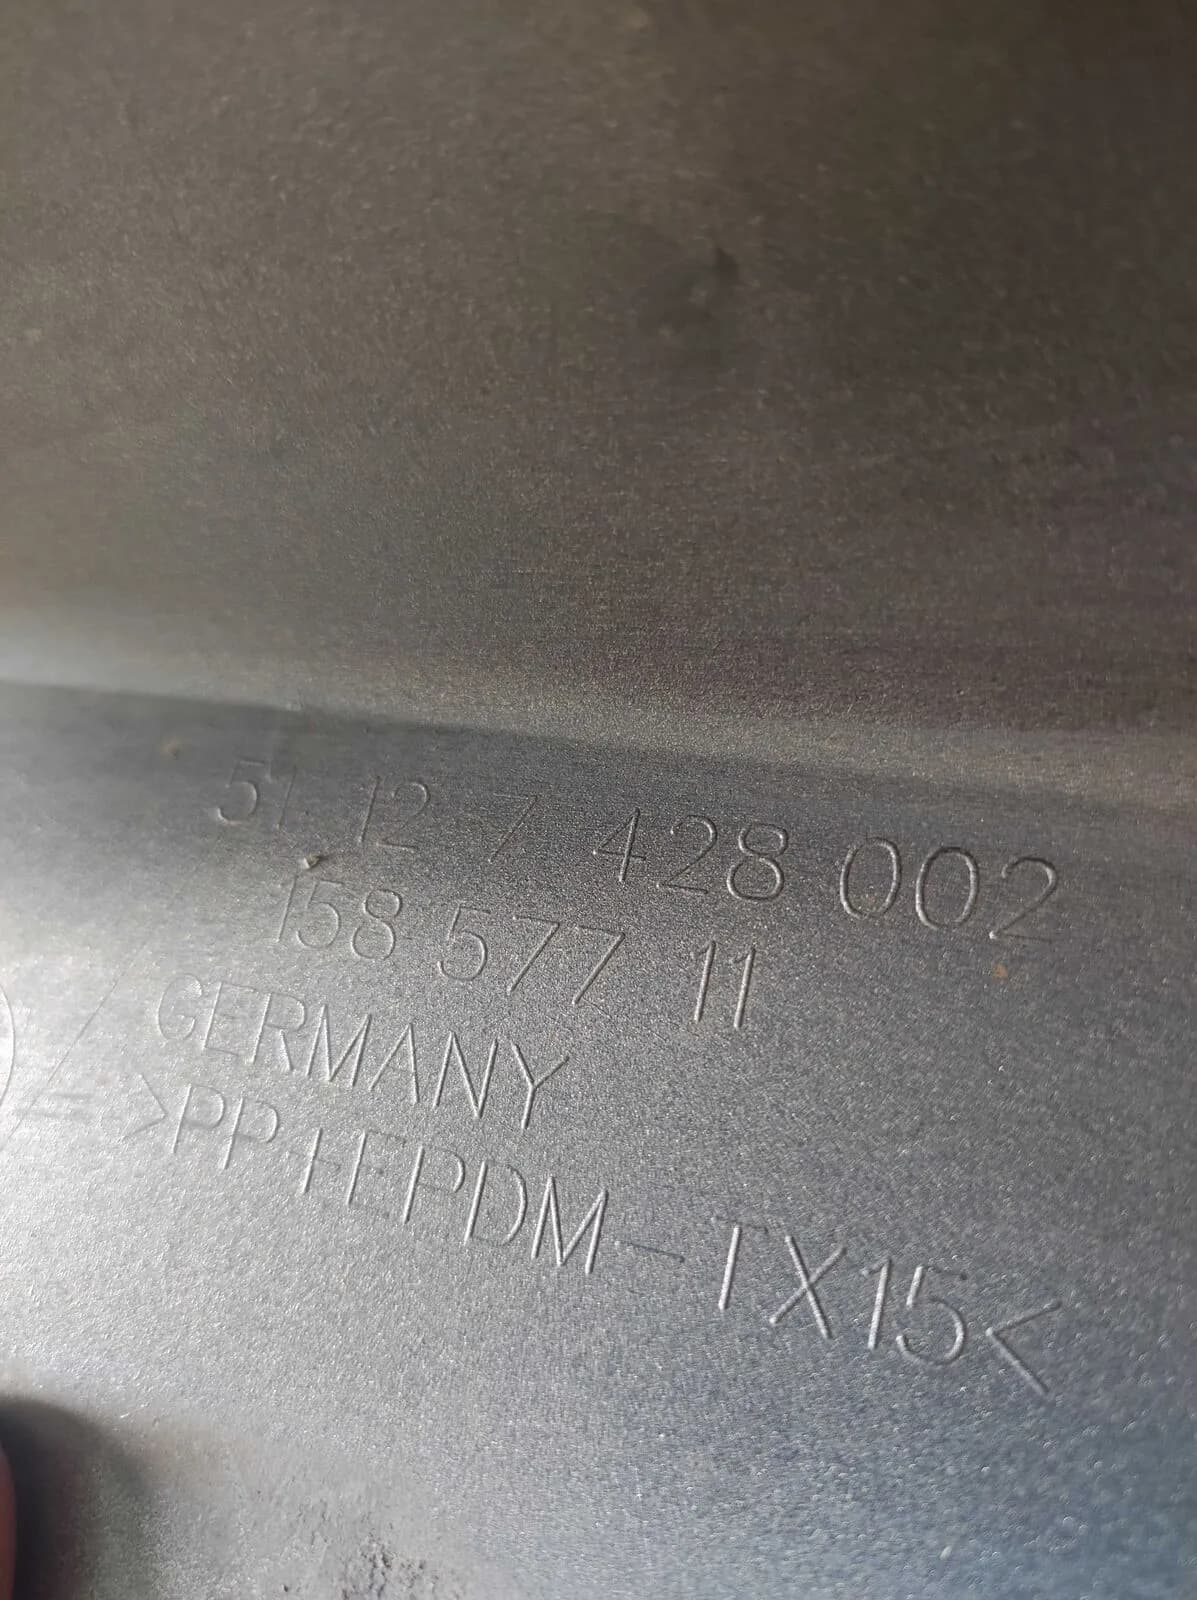 51 12 7 428 002
158 577 11
GERMANY
= >PP+EPDM-TX15<